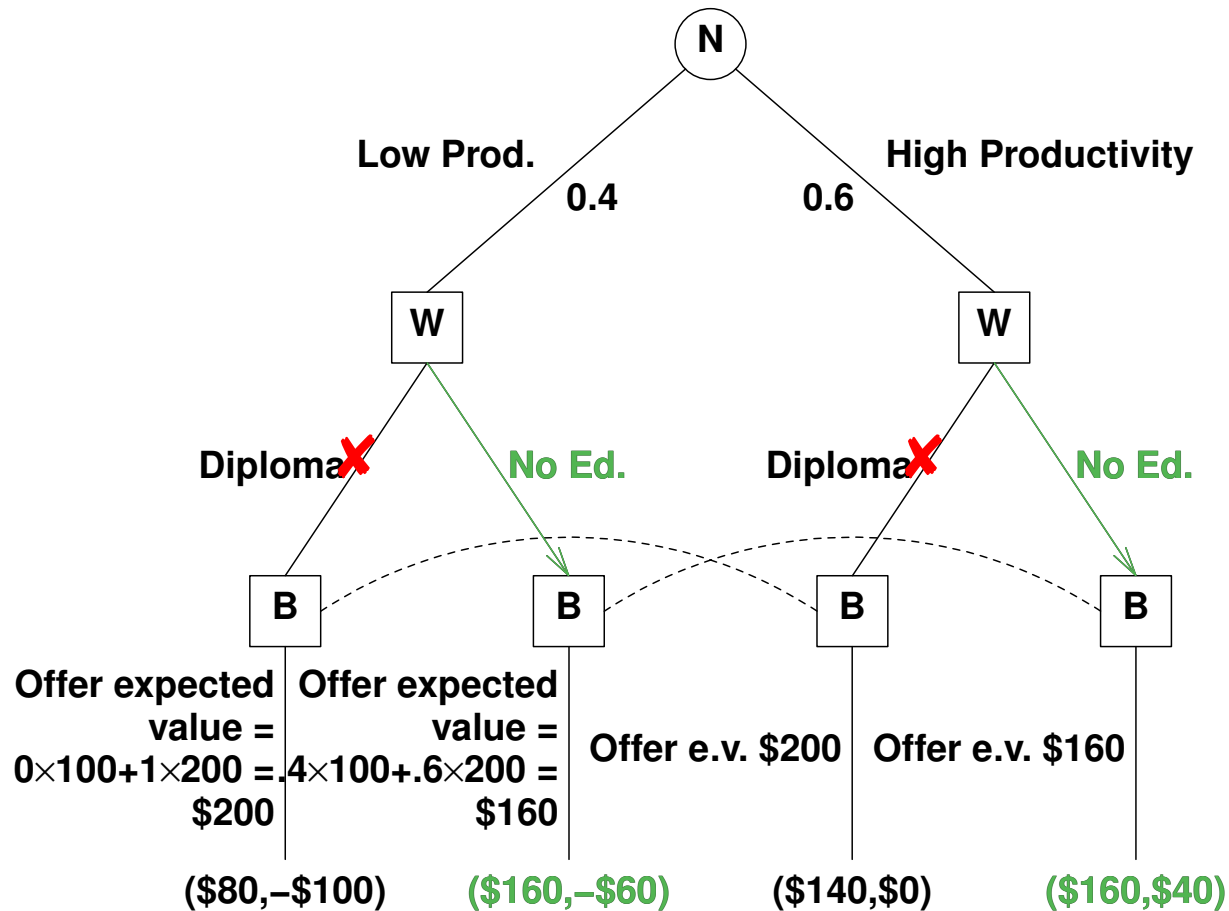 N
Low Prod.
High Productivity
0.4
0.6
W
W
Diploma
No Ed.
Diploma
No Ed.
B
B
B
B
Offer expected
value =
0×100+1×200 =
$200
Offer expected
value =
.4×100+.6×200 =
$160
Offer e.v. $200
Offer e.v. $160
($80,−$100)
($160,−$60)
($140,$0)
($160,$40)